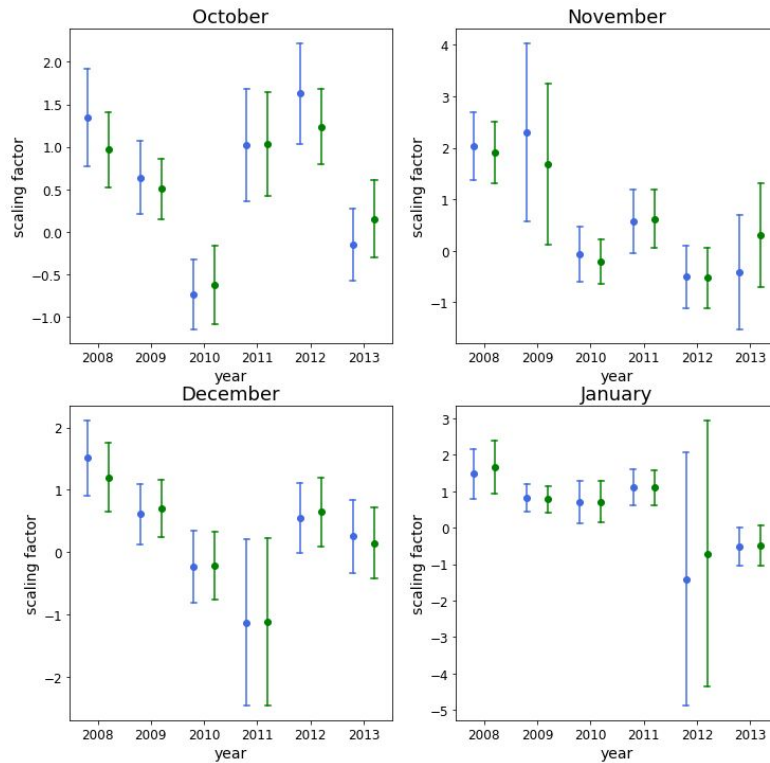 October
scaling factor
2.0
1.5
1.0
0.5
0.0
−0.5
−1.0
2008 2009 2010 2011 2012 2013
year
November
scaling factor
4
3
2
1
0
−1
2008 2009 2010 2011 2012 2013
year
December
scaling factor
2
1
0
−1
−2
2008 2009 2010 2011 2012 2013
year
January
scaling factor
3
2
1
0
−1
−2
−3
−4
−5
2008 2009 2010 2011 2012 2013
year